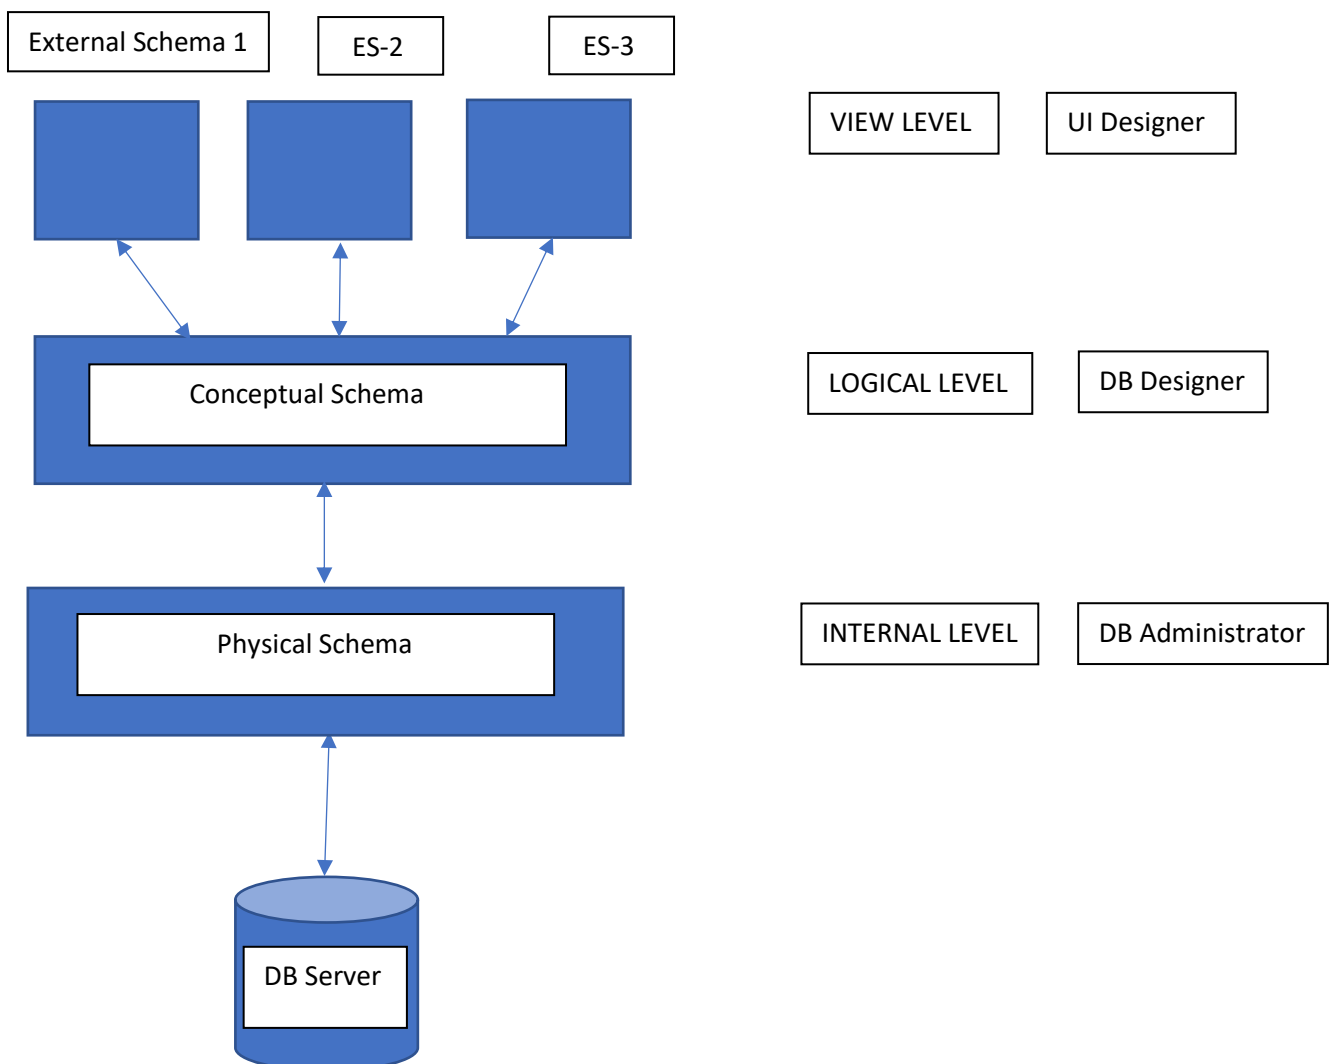 External Schema 1
ES-2
ES-3
VIEW LEVEL
UI Designer
Conceptual Schema
LOGICAL LEVEL
DB Designer
Physical Schema
INTERNAL LEVEL
DB Administrator
DB Server